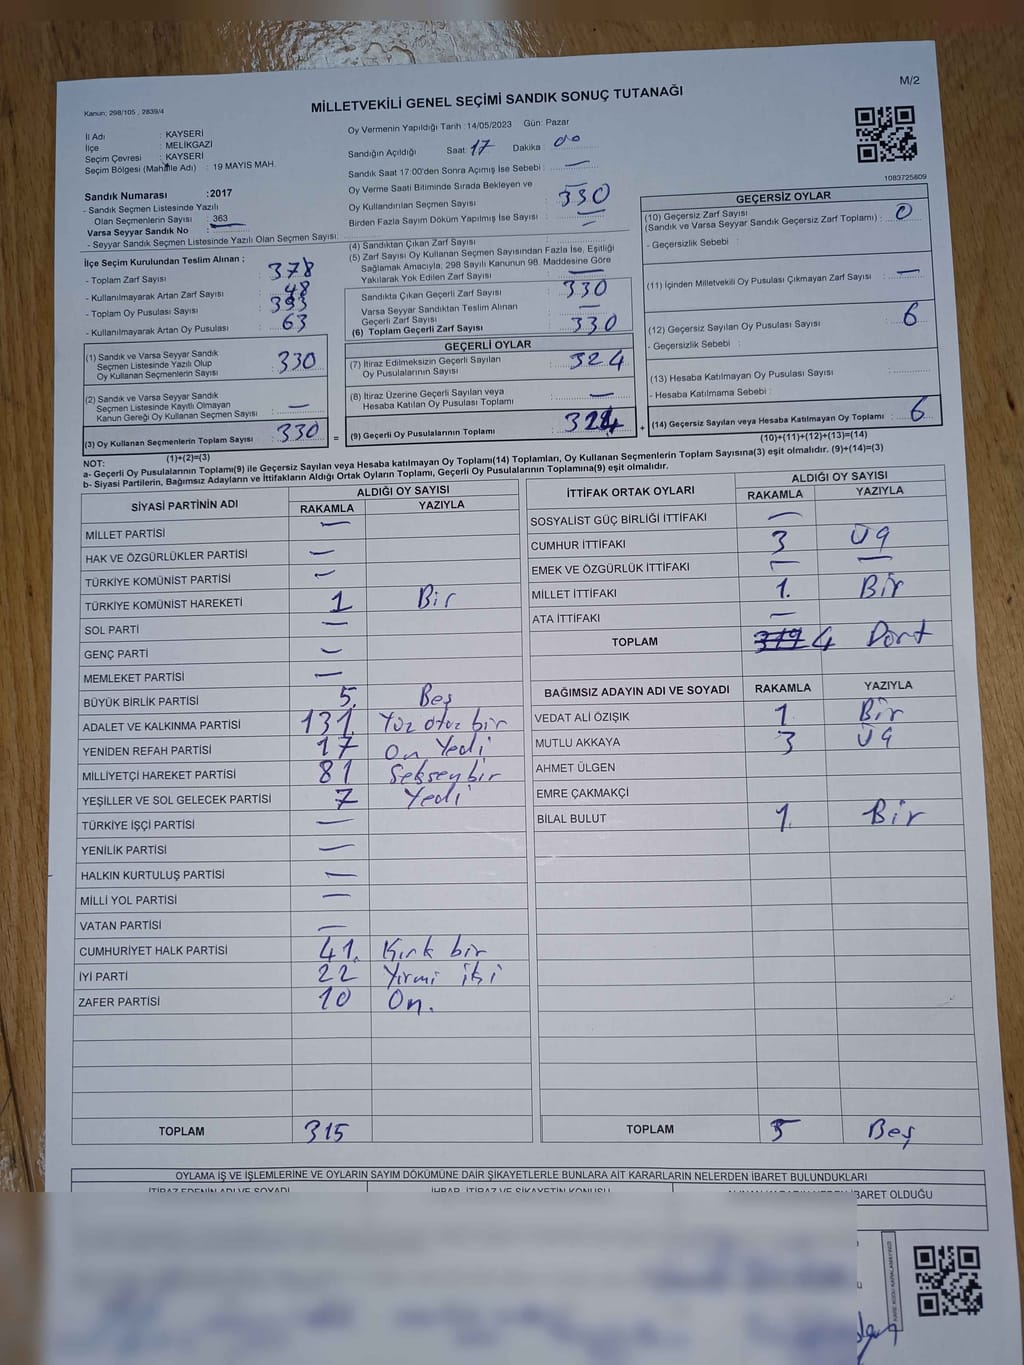 M/2
Kanun; 298/105 , 2839/4
MİLLETVEKİLİ GENEL SEÇİMİ SANDIK SONUÇ TUTANAĞI
İl Adı : KAYSERİ
İlçe : MELİKGAZİ
Seçim Çevresi : KAYSERİ
Seçim Bölgesi (Mahalle Adı) : 19 MAYIS MAH.
Sandık Numarası : 2017
- Sandık Seçmen Listesinde Yazılı
Olan Seçmenlerin Sayısı : 363
Varsa Seyyar Sandık No :
- Seyyar Sandık Seçmen Listesinde Yazılı Olan Seçmen Sayısı:
Oy Vermenin Yapıldığı Tarih : 14/05/2023 Gün: Pazar
Sandığın Açıldığı Saat 17 Dakika 00
Sandık Saat 17:00'den Sonra Açımış İse Sebebi : —
Oy Verme Saati Bitiminde Sırada Bekleyen ve
Oy Kullandırılan Seçmen Sayısı : 330
Birden Fazla Sayım Döküm Yapılmış İse Sayısı : —
1083725809
İlçe Seçim Kurulundan Teslim Alınan ;
- Toplam Zarf Sayısı : 378
- Kullanılmayarak Artan Zarf Sayısı : 48
- Toplam Oy Pusulası Sayısı : 393
- Kullanılmayarak Artan Oy Pusulası : 63
(4) Sandıktan Çıkan Zarf Sayısı :
(5) Zarf Sayısı Oy Kullanan Seçmen Sayısından Fazla İse, Eşitliği
Sağlamak Amacıyla, 298 Sayılı Kanunun 98. Maddesine Göre
Yakılarak Yok Edilen Zarf Sayısı : —
Sandıkta Çıkan Geçerli Zarf Sayısı : 330
Varsa Seyyar Sandıktan Teslim Alınan
Geçerli Zarf Sayısı : —
(6) Toplam Geçerli Zarf Sayısı : 330
GEÇERSİZ OYLAR
(10) Geçersiz Zarf Sayısı
(Sandık ve Varsa Seyyar Sandık Geçersiz Zarf Toplamı) : 0
- Geçersizlik Sebebi :
(11) İçinden Milletvekili Oy Pusulası Çıkmayan Zarf Sayısı : —
(12) Geçersiz Sayılan Oy Pusulası Sayısı : 6
- Geçersizlik Sebebi :
(13) Hesaba Katılmayan Oy Pusulası Sayısı :
- Hesaba Katılmama Sebebi :
(14) Geçersiz Sayılan veya Hesaba Katılmayan Oy Toplamı : 6
(10)+(11)+(12)+(13)=(14)
(1) Sandık ve Varsa Seyyar Sandık
Seçmen Listesinde Yazılı Olup
Oy Kullanan Seçmenlerin Sayısı : 330
(2) Sandık ve Varsa Seyyar Sandık
Seçmen Listesinde Kayıtlı Olmayan
Kanun Gereği Oy Kullanan Seçmen Sayısı : —
(3) Oy Kullanan Seçmenlerin Toplam Sayısı : 330
(1)+(2)=(3)
GEÇERLİ OYLAR
(7) İtiraz Edilmeksizin Geçerli Sayılan
Oy Pusulalarının Sayısı : 324
(8) İtiraz Üzerine Geçerli Sayılan veya
Hesaba Katılan Oy Pusulası Toplamı : —
= (9) Geçerli Oy Pusulalarının Toplamı : 324 +
NOT:
a- Geçerli Oy Pusulalarının Toplamı(9) ile Geçersiz Sayılan veya Hesaba katılmayan Oy Toplamı(14) Toplamları, Oy Kullanan Seçmenlerin Toplam Sayısına(3) eşit olmalıdır. (9)+(14)=(3)
b- Siyasi Partilerin, Bağımsız Adayların ve İttifakların Aldığı Ortak Oyların Toplamı, Geçerli Oy Pusulalarının Toplamına(9) eşit olmalıdır.
SİYASİ PARTİNİN ADI ALDIĞI OY SAYISI
RAKAMLA YAZIYLA
MİLLET PARTİSİ —
HAK VE ÖZGÜRLÜKLER PARTİSİ —
TÜRKİYE KOMÜNİST PARTİSİ —
TÜRKİYE KOMÜNİST HAREKETİ 1 Bir
SOL PARTİ —
GENÇ PARTİ —
MEMLEKET PARTİSİ —
BÜYÜK BİRLİK PARTİSİ 5. Beş
ADALET VE KALKINMA PARTİSİ 131. Yüz otuz bir
YENİDEN REFAH PARTİSİ 17 On Yedi
MİLLİYETÇİ HAREKET PARTİSİ 81 Seksen bir
YEŞİLLER VE SOL GELECEK PARTİSİ 7 Yedi
TÜRKİYE İŞÇİ PARTİSİ —
YENİLİK PARTİSİ —
HALKIN KURTULUŞ PARTİSİ —
MİLLİ YOL PARTİSİ —
VATAN PARTİSİ —
CUMHURİYET HALK PARTİSİ 41. Kırk bir
İYİ PARTİ 22 Yirmi iki
ZAFER PARTİSİ 10 On.
TOPLAM 315
İTTİFAK ORTAK OYLARI ALDIĞI OY SAYISI
RAKAMLA YAZIYLA
SOSYALİST GÜÇ BİRLİĞİ İTTİFAKI —
CUMHUR İTTİFAKI 3 Üç
EMEK VE ÖZGÜRLÜK İTTİFAKI — —
MİLLET İTTİFAKI 1. Bir
ATA İTTİFAKI —
TOPLAM 319 4 Dört
BAĞIMSIZ ADAYIN ADI VE SOYADI RAKAMLA YAZIYLA
VEDAT ALİ ÖZIŞIK 1 Bir
MUTLU AKKAYA 3 Üç
AHMET ÜLGEN
EMRE ÇAKMAKÇİ
BİLAL BULUT 1. Bir
TOPLAM 5 Beş
OYLAMA İŞ VE İŞLEMLERİNE VE OYLARIN SAYIM DÖKÜMÜNE DAİR ŞİKAYETLERLE BUNLARA AİT KARARLARIN NELERDEN İBARET BULUNDUKLARI
İTİRAZ EDENİN ADI VE SOYADI İHBAR, İTİRAZ VE ŞİKAYETİN KONUSU İBARET OLDUĞU